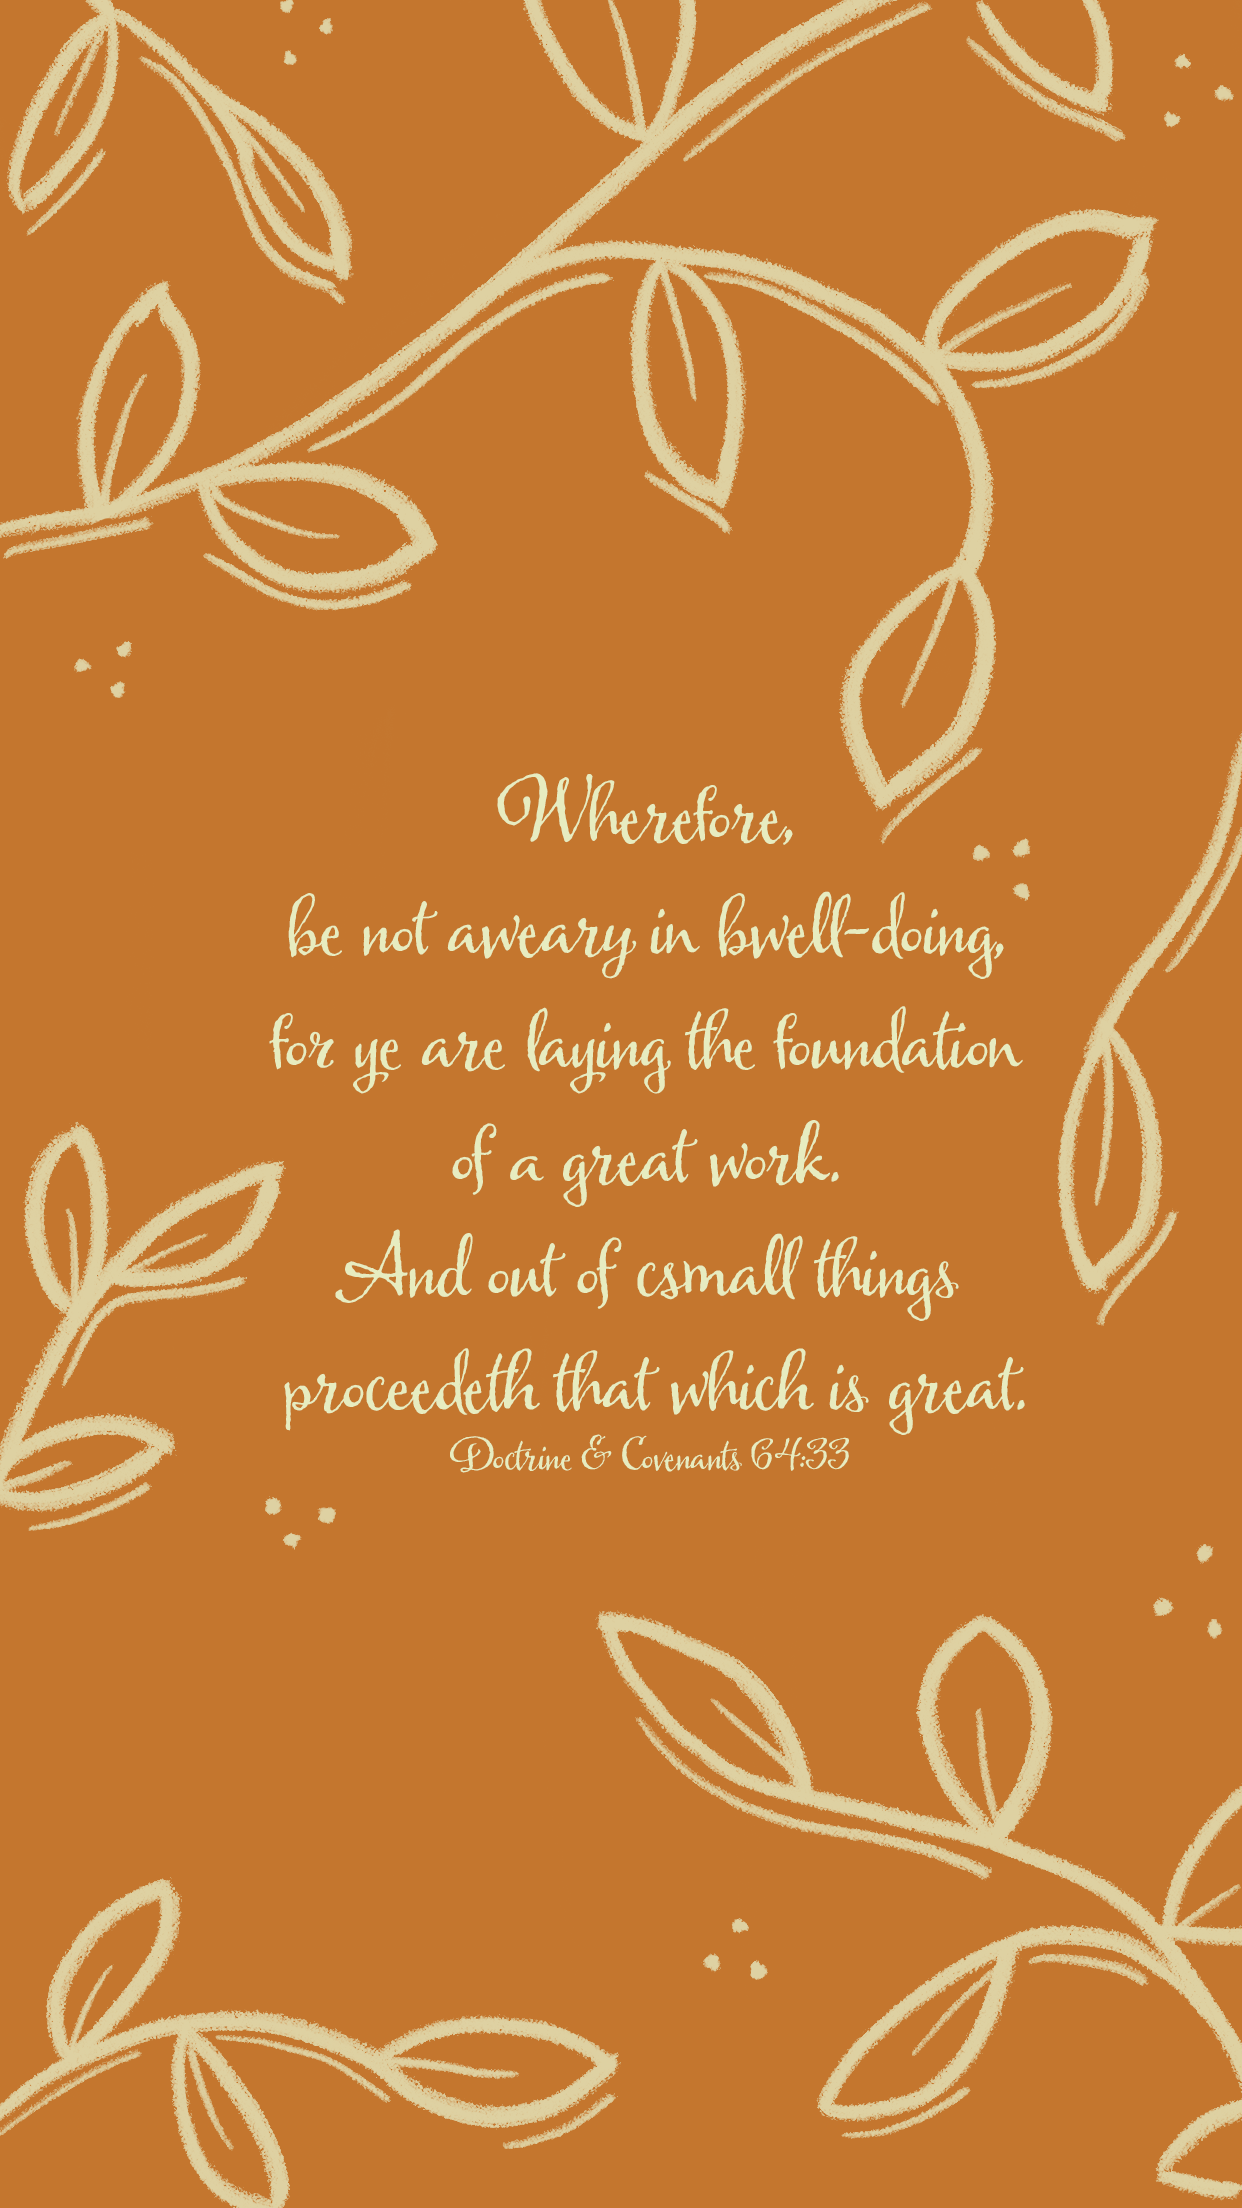 Wherefore,
be not aweary in bwell-doing,
for ye are laying the foundation
of a great work.
And out of csmall things
proceedeth that which is great.
Doctrine & Covenants 64:33